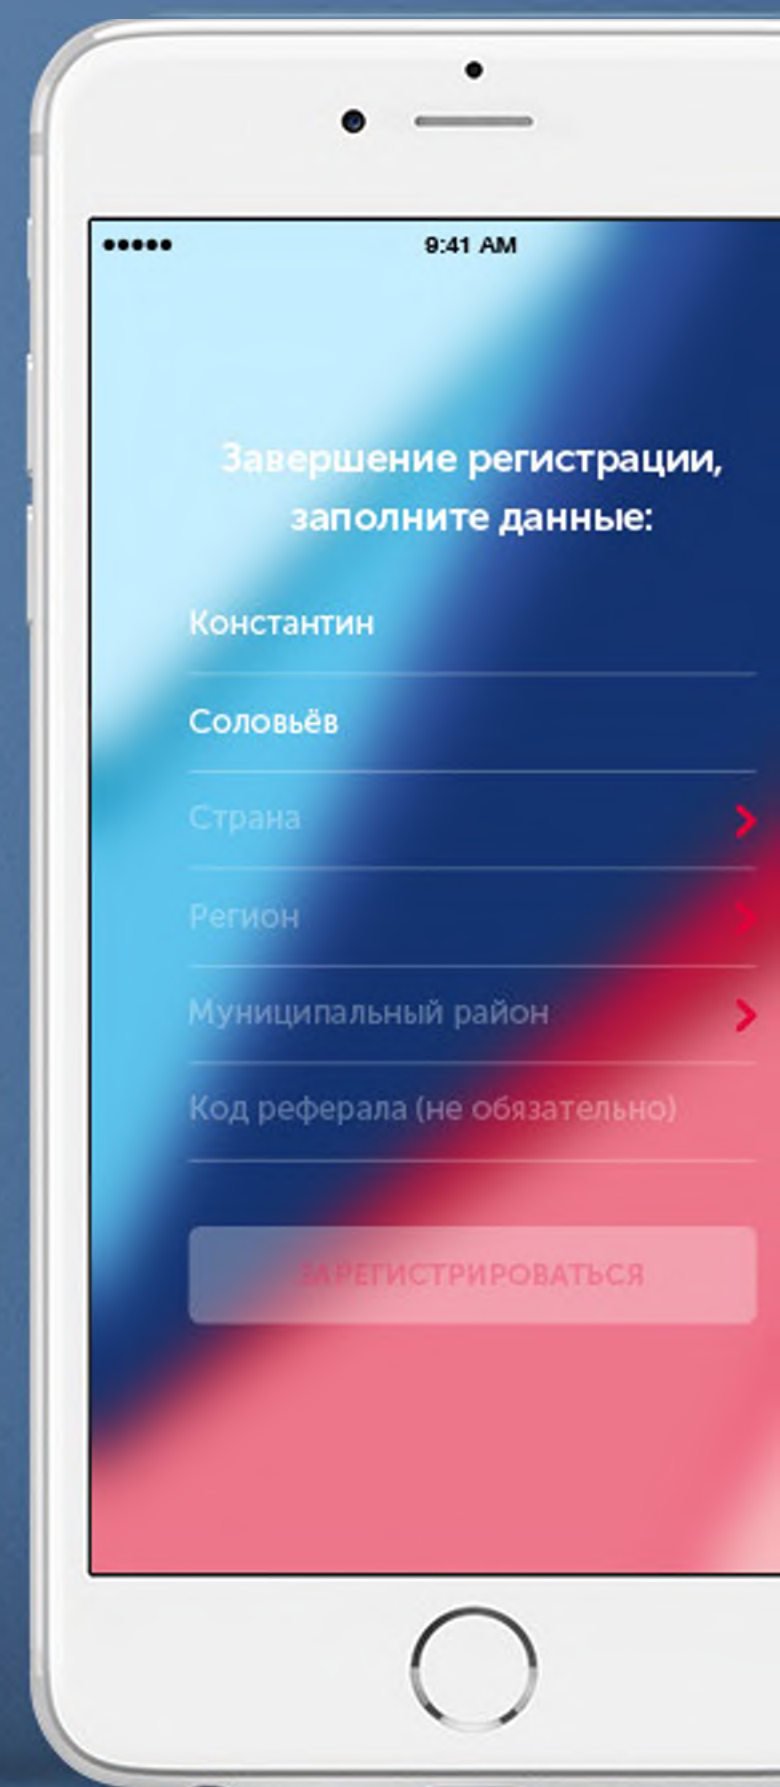 9:41 AM
Завершение регистрации,
заполните данные:
Константин
Соловьёв
Страна
Регион
Муниципальный район
Код реферала (не обязательно)
ЗАРЕГИСТРИРОВАТЬСЯ